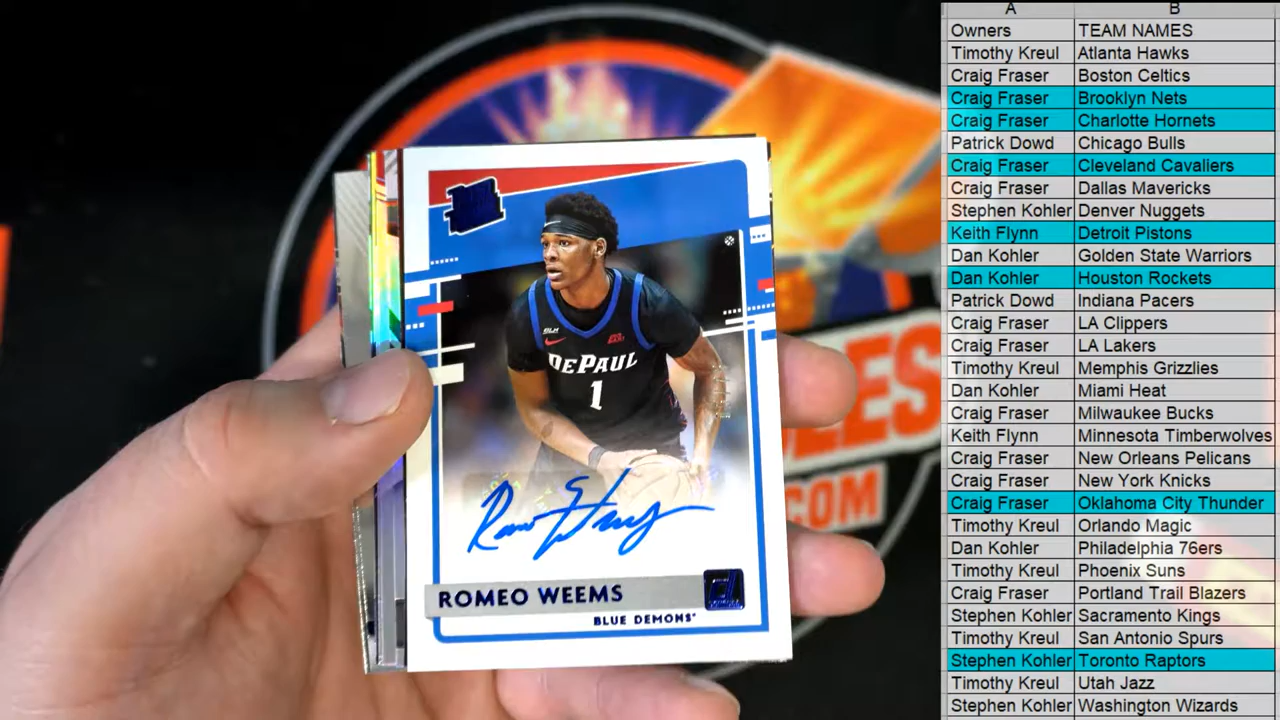 A B
Owners TEAM NAMES
Timothy Kreul Atlanta Hawks
Craig Fraser Boston Celtics
Craig Fraser Brooklyn Nets
Craig Fraser Charlotte Hornets
Patrick Dowd Chicago Bulls
Craig Fraser Cleveland Cavaliers
Craig Fraser Dallas Mavericks
Stephen Kohler Denver Nuggets
Keith Flynn Detroit Pistons
Dan Kohler Golden State Warriors
Dan Kohler Houston Rockets
Patrick Dowd Indiana Pacers
Craig Fraser LA Clippers
Craig Fraser LA Lakers
Timothy Kreul Memphis Grizzlies
Dan Kohler Miami Heat
Craig Fraser Milwaukee Bucks
Keith Flynn Minnesota Timberwolves
Craig Fraser New Orleans Pelicans
Craig Fraser New York Knicks
Craig Fraser Oklahoma City Thunder
Timothy Kreul Orlando Magic
Dan Kohler Philadelphia 76ers
Timothy Kreul Phoenix Suns
Craig Fraser Portland Trail Blazers
Stephen Kohler Sacramento Kings
Timothy Kreul San Antonio Spurs
Stephen Kohler Toronto Raptors
Timothy Kreul Utah Jazz
Stephen Kohler Washington Wizards
BLM
DEPAUL
1
ROMEO WEEMS
BLUE DEMONS
.COM